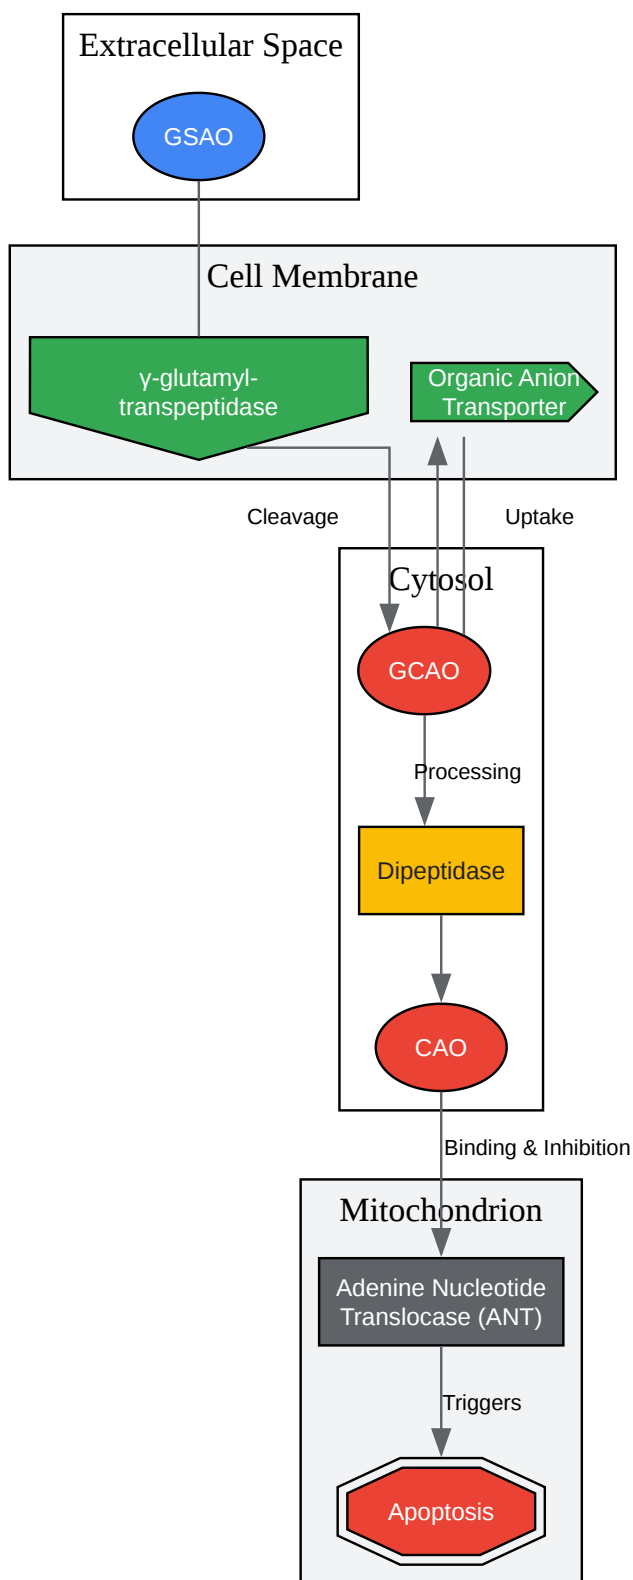 Extracellular Space
GSAO
Cell Membrane
γ-glutamyl-
transpeptidase
Organic Anion
Transporter
Cleavage
Uptake
Cytosol
GCAO
Processing
Dipeptidase
CAO
Binding & Inhibition
Mitochondrion
Adenine Nucleotide
Translocase (ANT)
Triggers
Apoptosis